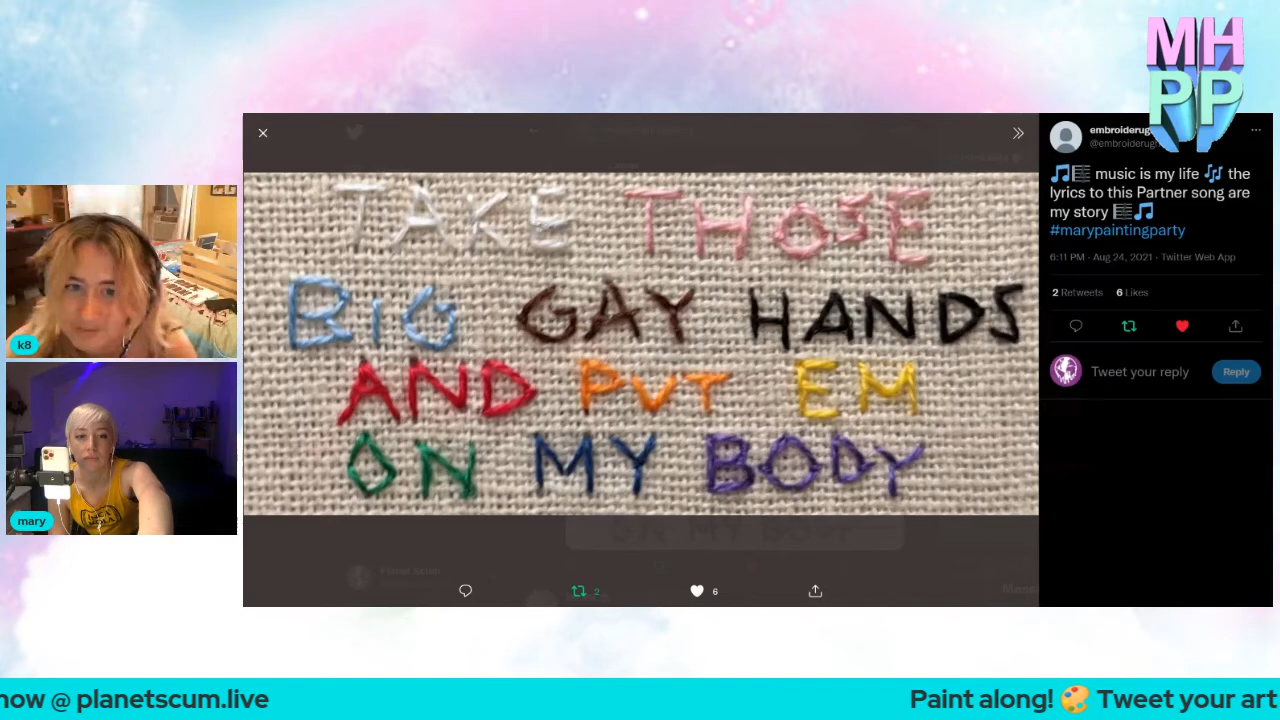 MH
PP
k8
mary
TAKE THOSE
BIG GAY HANDS
AND PUT EM
ON MY BODY
2
6
music is my life the
lyrics to this Partner song are
my story
#marypaintingparty
6:11 PM · Aug 24, 2021 · Twitter Web App
2 Retweets 6 Likes
Tweet your reply
Reply
now @ planetscum.live
Paint along! 🎨 Tweet your art